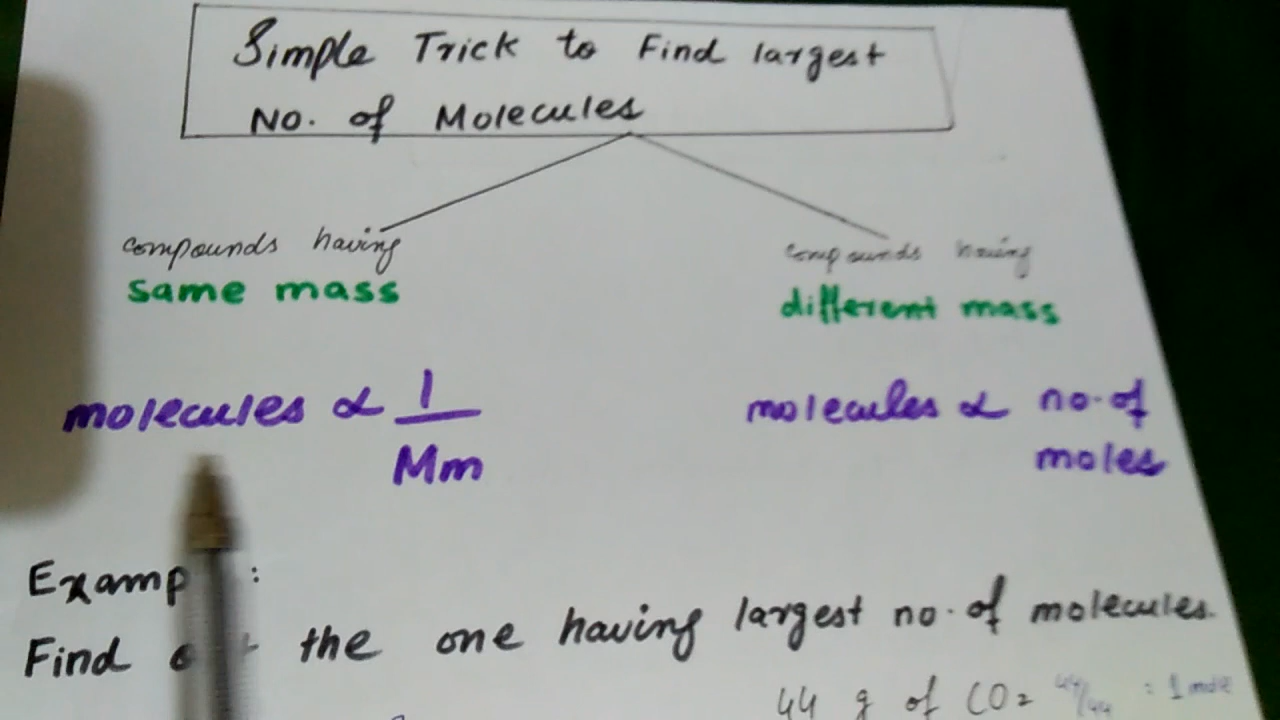 Simple Trick to Find largest
No. of Molecules
compounds having
same mass
compounds having
different mass
molecules ∝ 1/Mm
molecules ∝ no. of
moles
Examp :
Find the one having largest no. of molecules.
44 g of CO2 44/44 : 1 mole